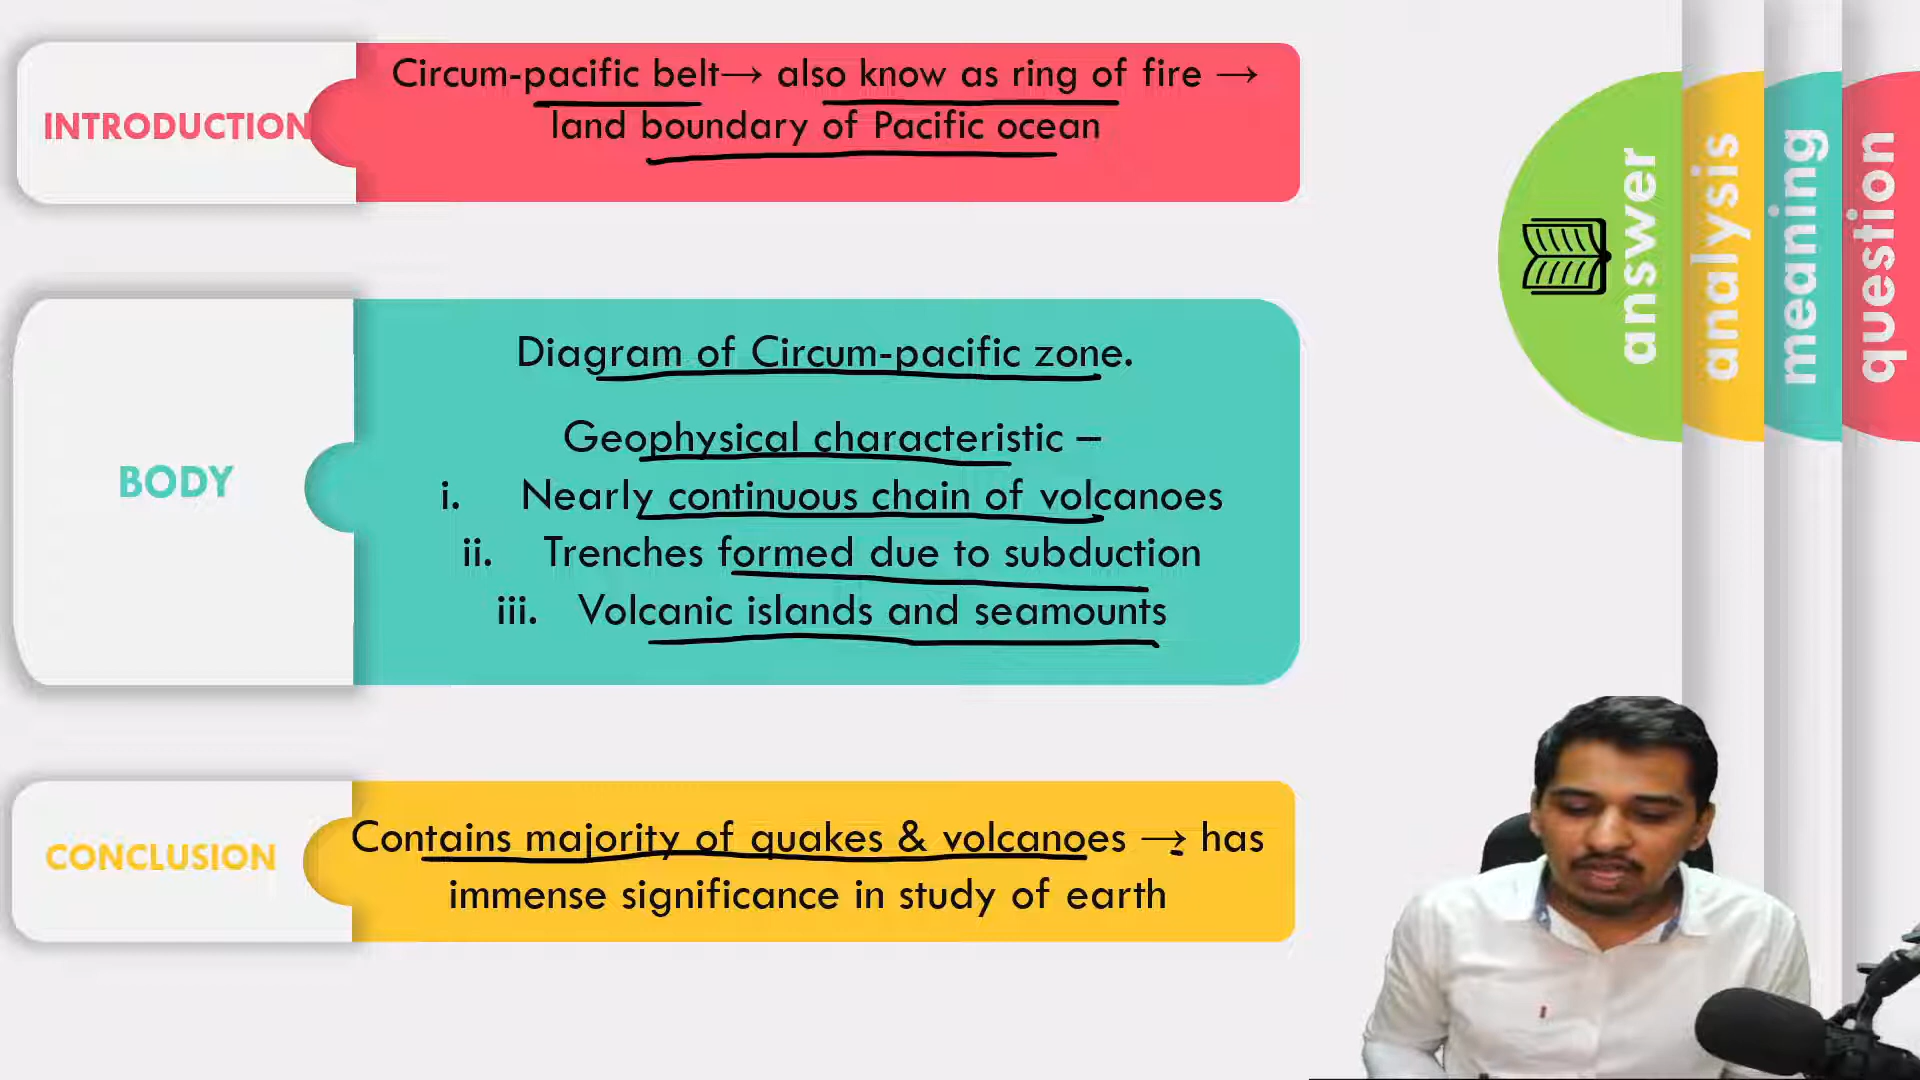 INTRODUCTION
Circum-pacific belt→ also know as ring of fire →
land boundary of Pacific ocean
BODY
Diagram of Circum-pacific zone.
Geophysical characteristic –
i. Nearly continuous chain of volcanoes
ii. Trenches formed due to subduction
iii. Volcanic islands and seamounts
CONCLUSION
Contains majority of quakes & volcanoes → has
immense significance in study of earth
answer
analysis
meaning
question